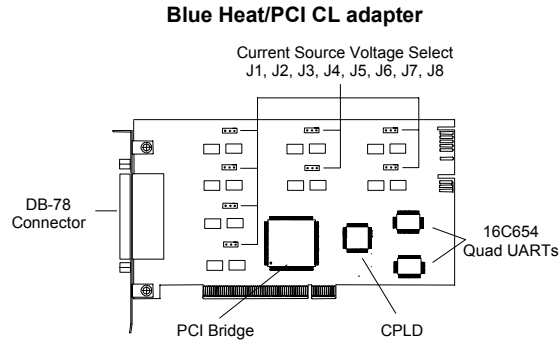 Blue Heat/PCI CL adapter
Current Source Voltage Select
J1, J2, J3, J4, J5, J6, J7, J8
DB-78
Connector
16C654
Quad UARTs
PCI Bridge
CPLD